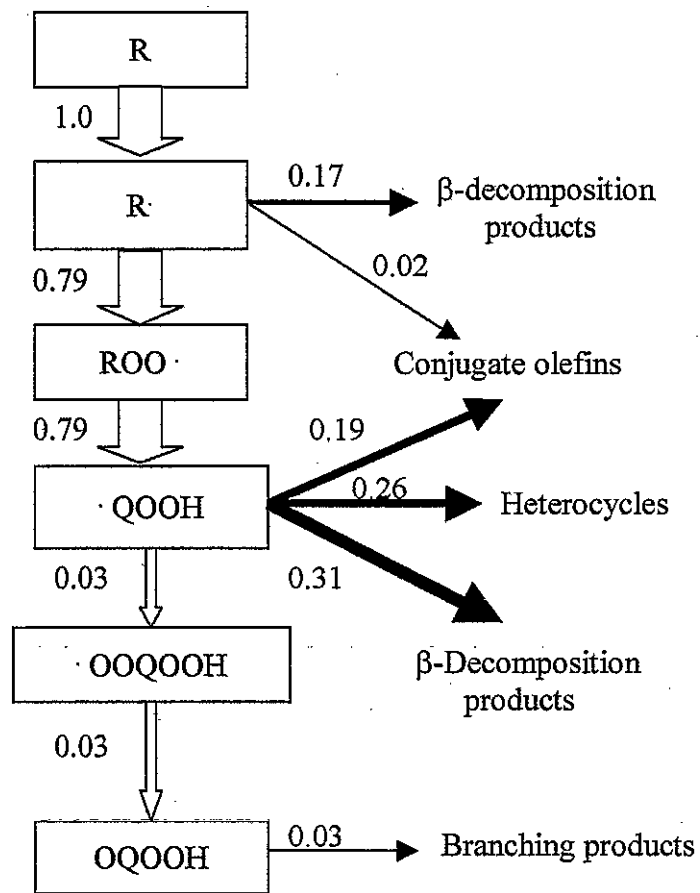 R
1.0
R·
0.17
β-decomposition
products
0.02
0.79
ROO ·
Conjugate olefins
0.79
0.19
· QOOH
0.26
Heterocycles
0.03
0.31
· OOQOOH
β-Decomposition
products
0.03
OQOOH
0.03
Branching products